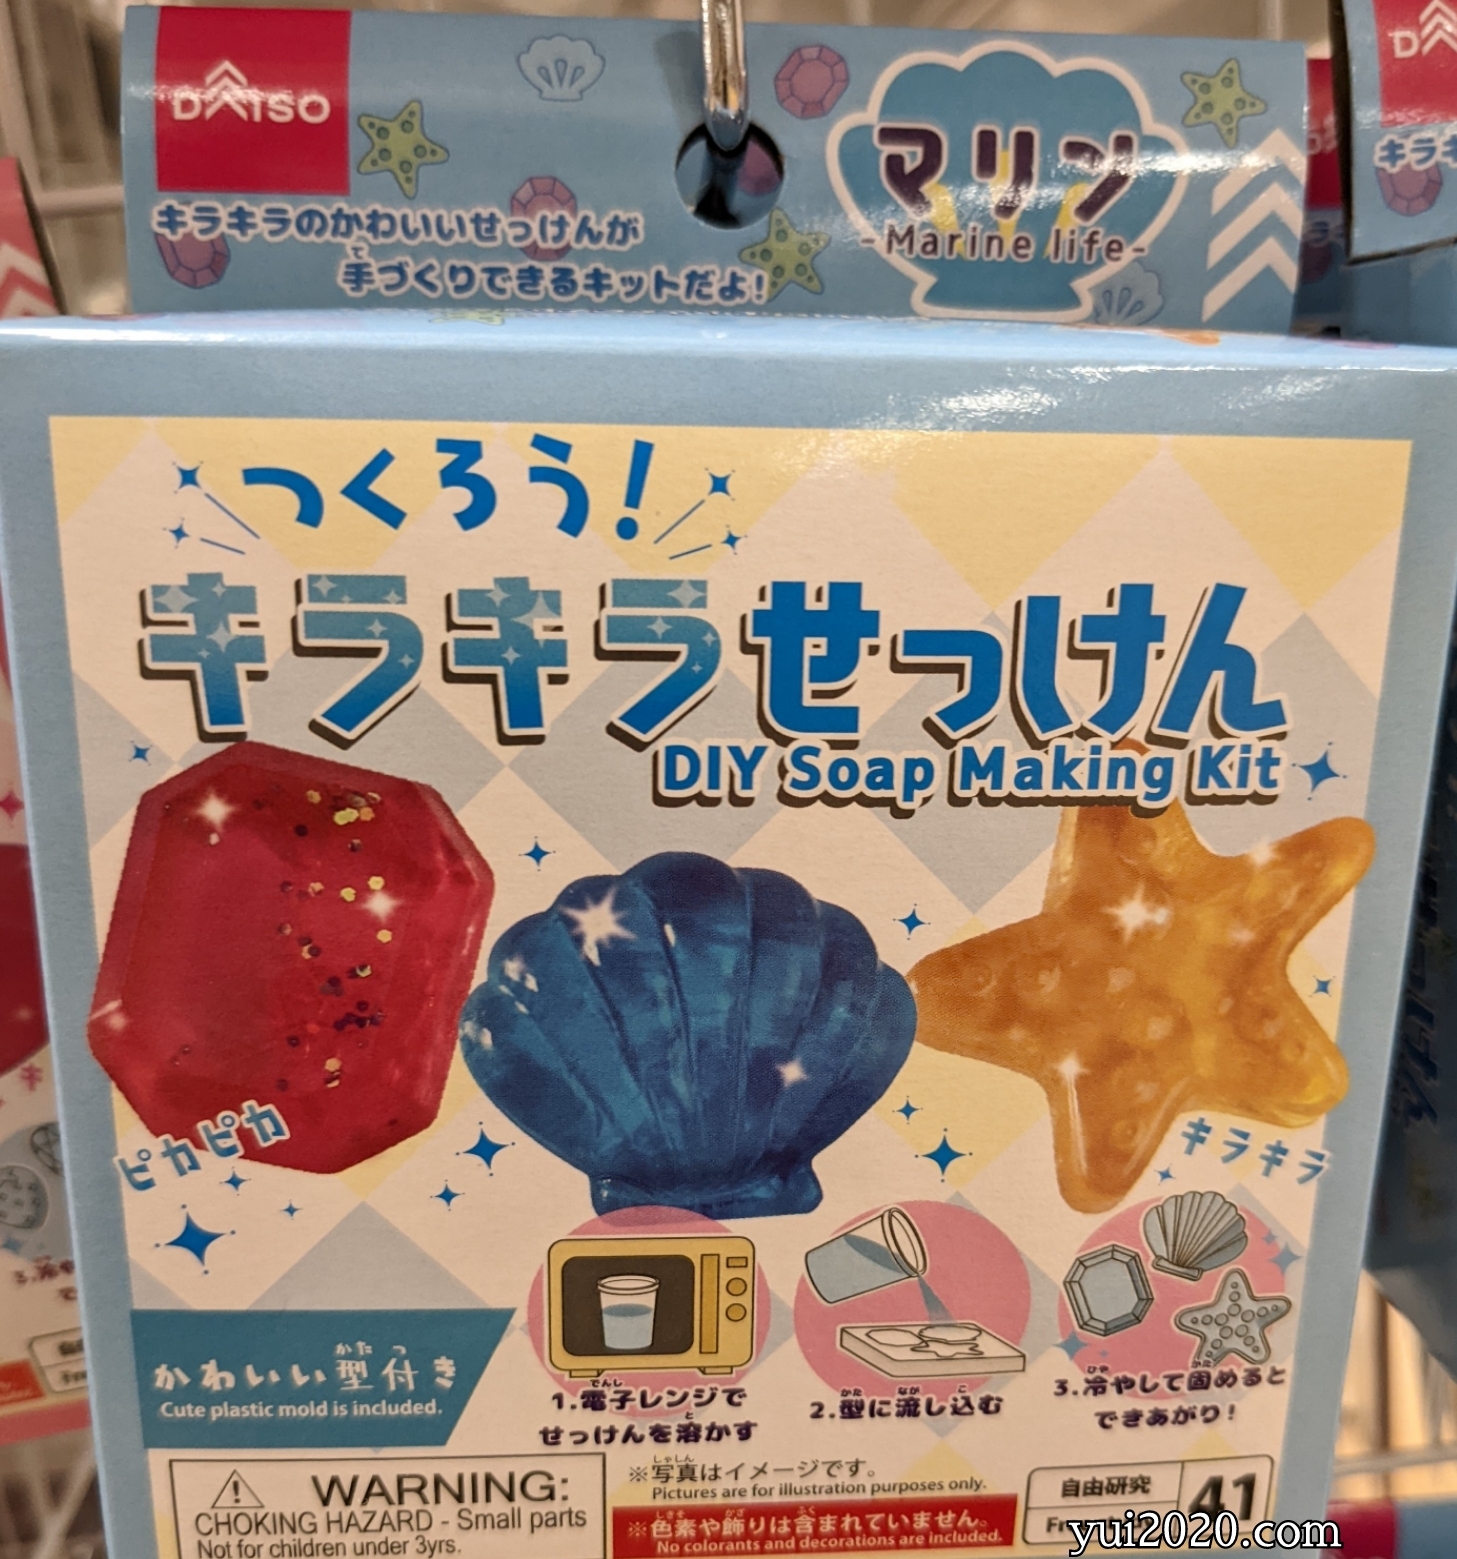 DAISO
キラキラのかわいいせっけんが
手づくりできるキットだよ!
マリン
-Marine life-
つくろう!
キラキラせっけん
DIY Soap Making Kit
ピカピカ
キラキラ
かわいい型付き
Cute plastic mold is included.
1.電子レンジで
せっけんを溶かす
2.型に流し込む
3.冷やして固めると
できあがり!
WARNING:
CHOKING HAZARD - Small parts
Not for children under 3yrs.
※写真はイメージです。
Pictures are for illustration purposes only.
※色素や飾りは含まれていません。
No colorants and decorations are included.
自由研究
41
yui2020.com